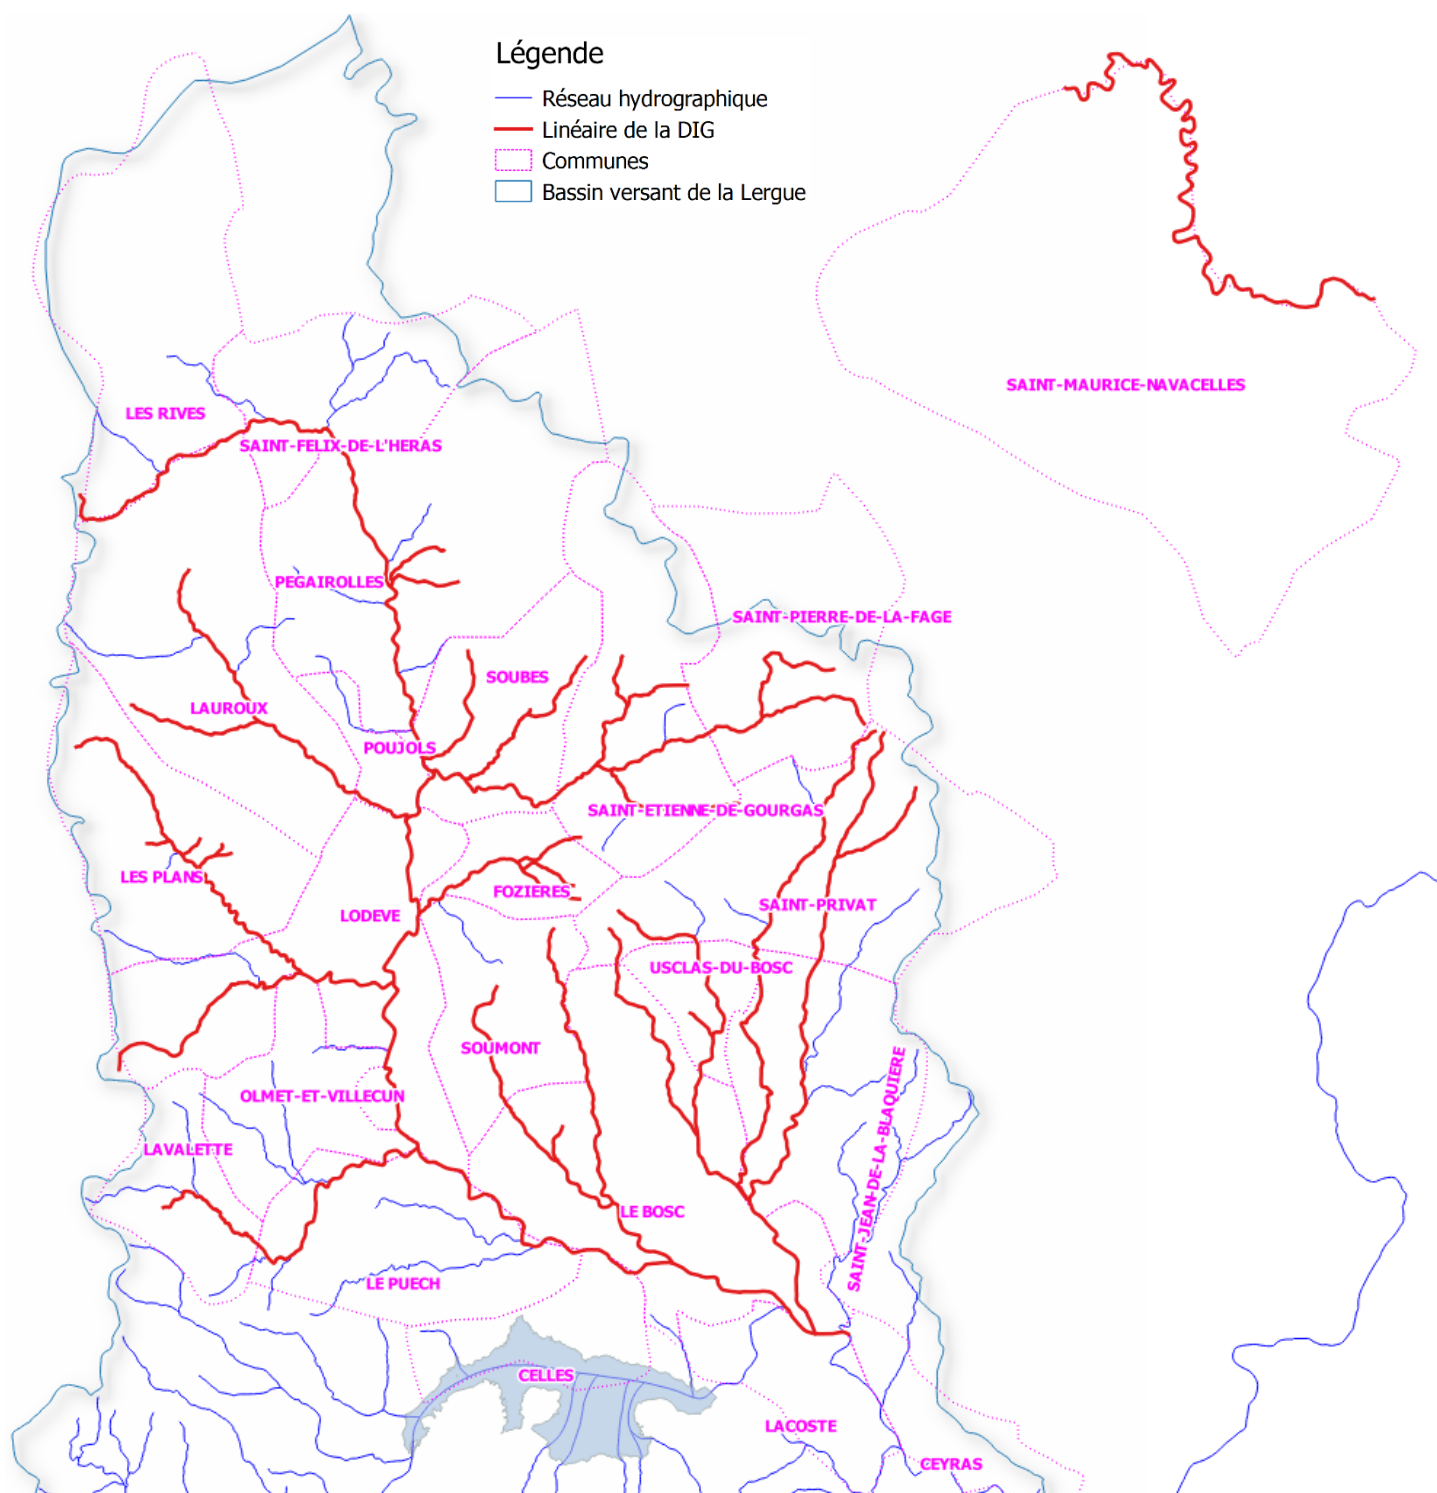 Légende
Réseau hydrographique
Linéaire de la DIG
Communes
Bassin versant de la Lergue
SAINT-MAURICE-NAVACELLES
LES RIVES
SAINT-FELIX-DE-L'HERAS
PEGAIROLLES
SAINT-PIERRE-DE-LA-FAGE
SOUBES
LAUROUX
POUJOLS
SAINT-ETIENNE-DE-GOURGAS
LES PLANS
FOZIERES
SAINT-PRIVAT
LODEVE
USCLAS-DU-BOSC
SOUMONT
OLMET-ET-VILLECUN
LAVALETTE
SAINT-JEAN-DE-LA-BLAQUIERE
LE BOSC
LE PUECH
CELLES
LACOSTE
CEYRAS